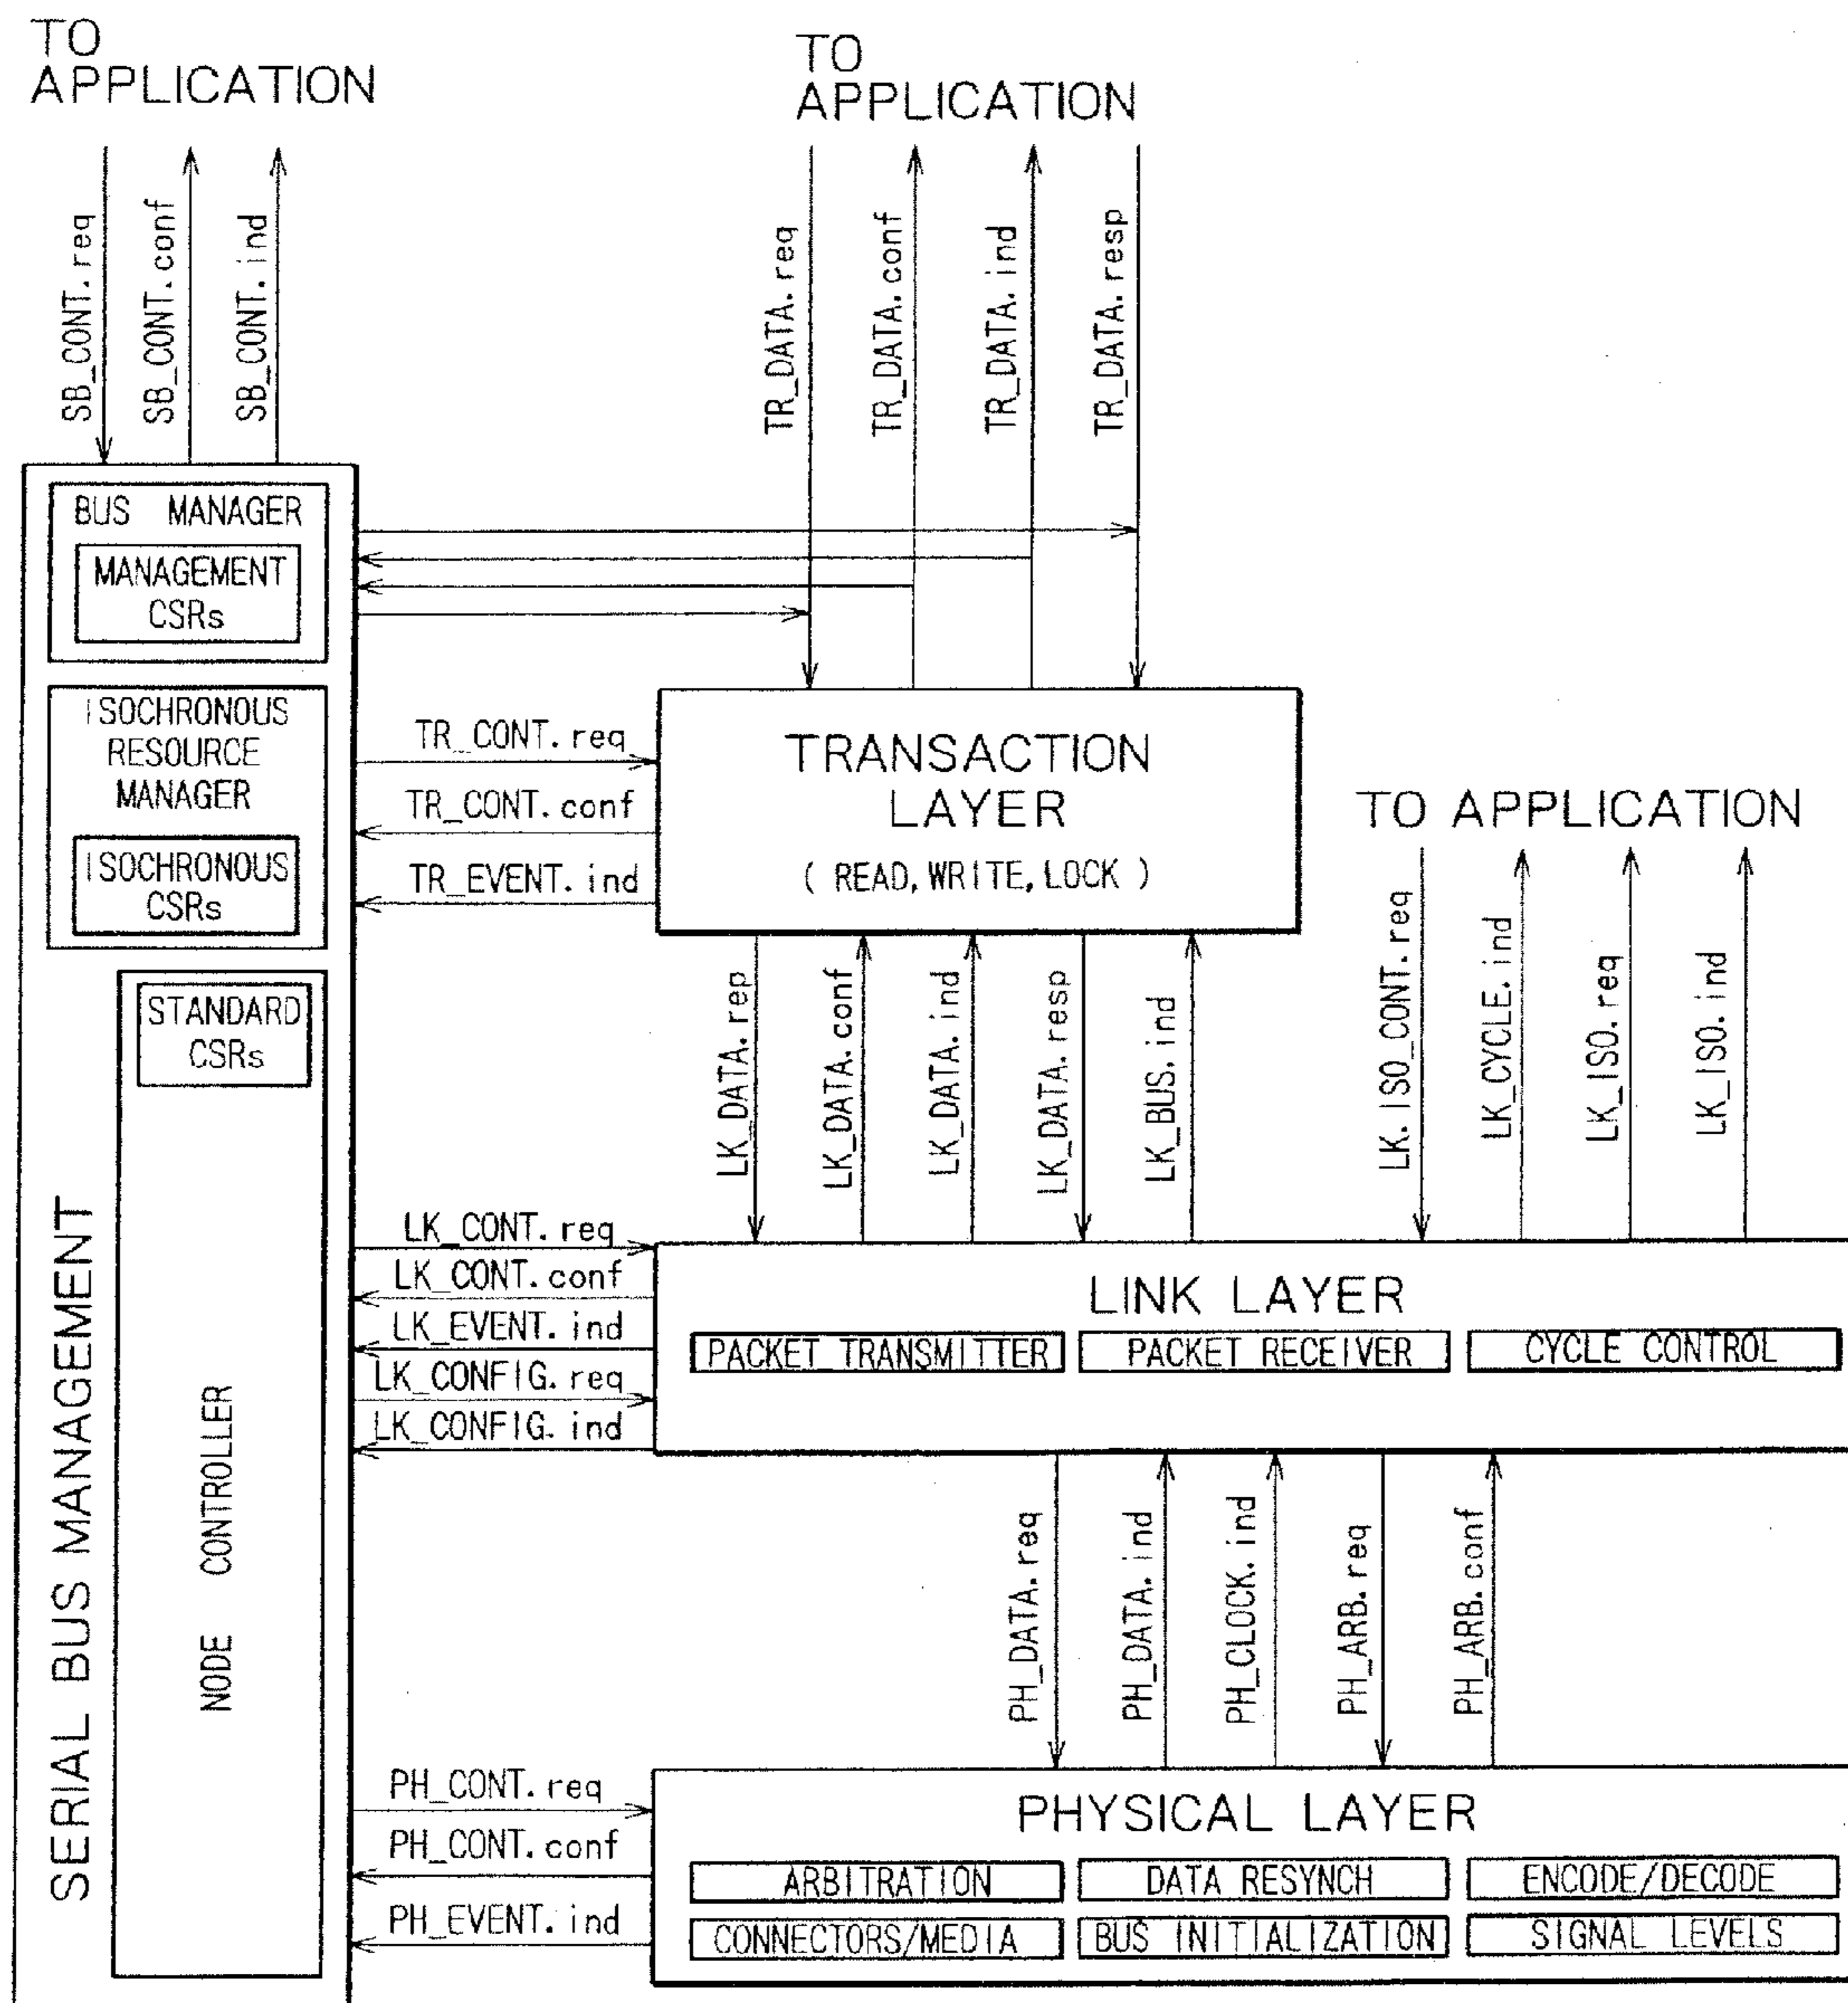 TO
APPLICATION
TO
APPLICATION
SB_CONT.req
SB_CONT.conf
SB_CONT.ind
TR_DATA.req
TR_DATA.conf
TR_DATA.ind
TR_DATA.resp
BUS MANAGER
MANAGEMENT
CSRs
ISOCHRONOUS
RESOURCE
MANAGER
ISOCHRONOUS
CSRs
TR_CONT.req
TR_CONT.conf
TR_EVENT.ind
TRANSACTION
LAYER
( READ, WRITE, LOCK )
TO APPLICATION
LK.ISO_CONT.req
LK_CYCLE.ind
LK_ISO.req
LK_ISO.ind
STANDARD
CSRs
LK_DATA.rep
LK_DATA.conf
LK_DATA.ind
LK_DATA.resp
LK_BUS.ind
SERIAL BUS MANAGEMENT
NODE CONTROLLER
LK_CONT.req
LK_CONT.conf
LK_EVENT.ind
LK_CONFIG.req
LK_CONFIG.ind
LINK LAYER
PACKET TRANSMITTER
PACKET RECEIVER
CYCLE CONTROL
PH_DATA.req
PH_DATA.ind
PH_CLOCK.ind
PH_ARB.req
PH_ARB.conf
PH_CONT.req
PH_CONT.conf
PH_EVENT.ind
PHYSICAL LAYER
ARBITRATION
DATA RESYNCH
ENCODE/DECODE
CONNECTORS/MEDIA
BUS INITIALIZATION
SIGNAL LEVELS